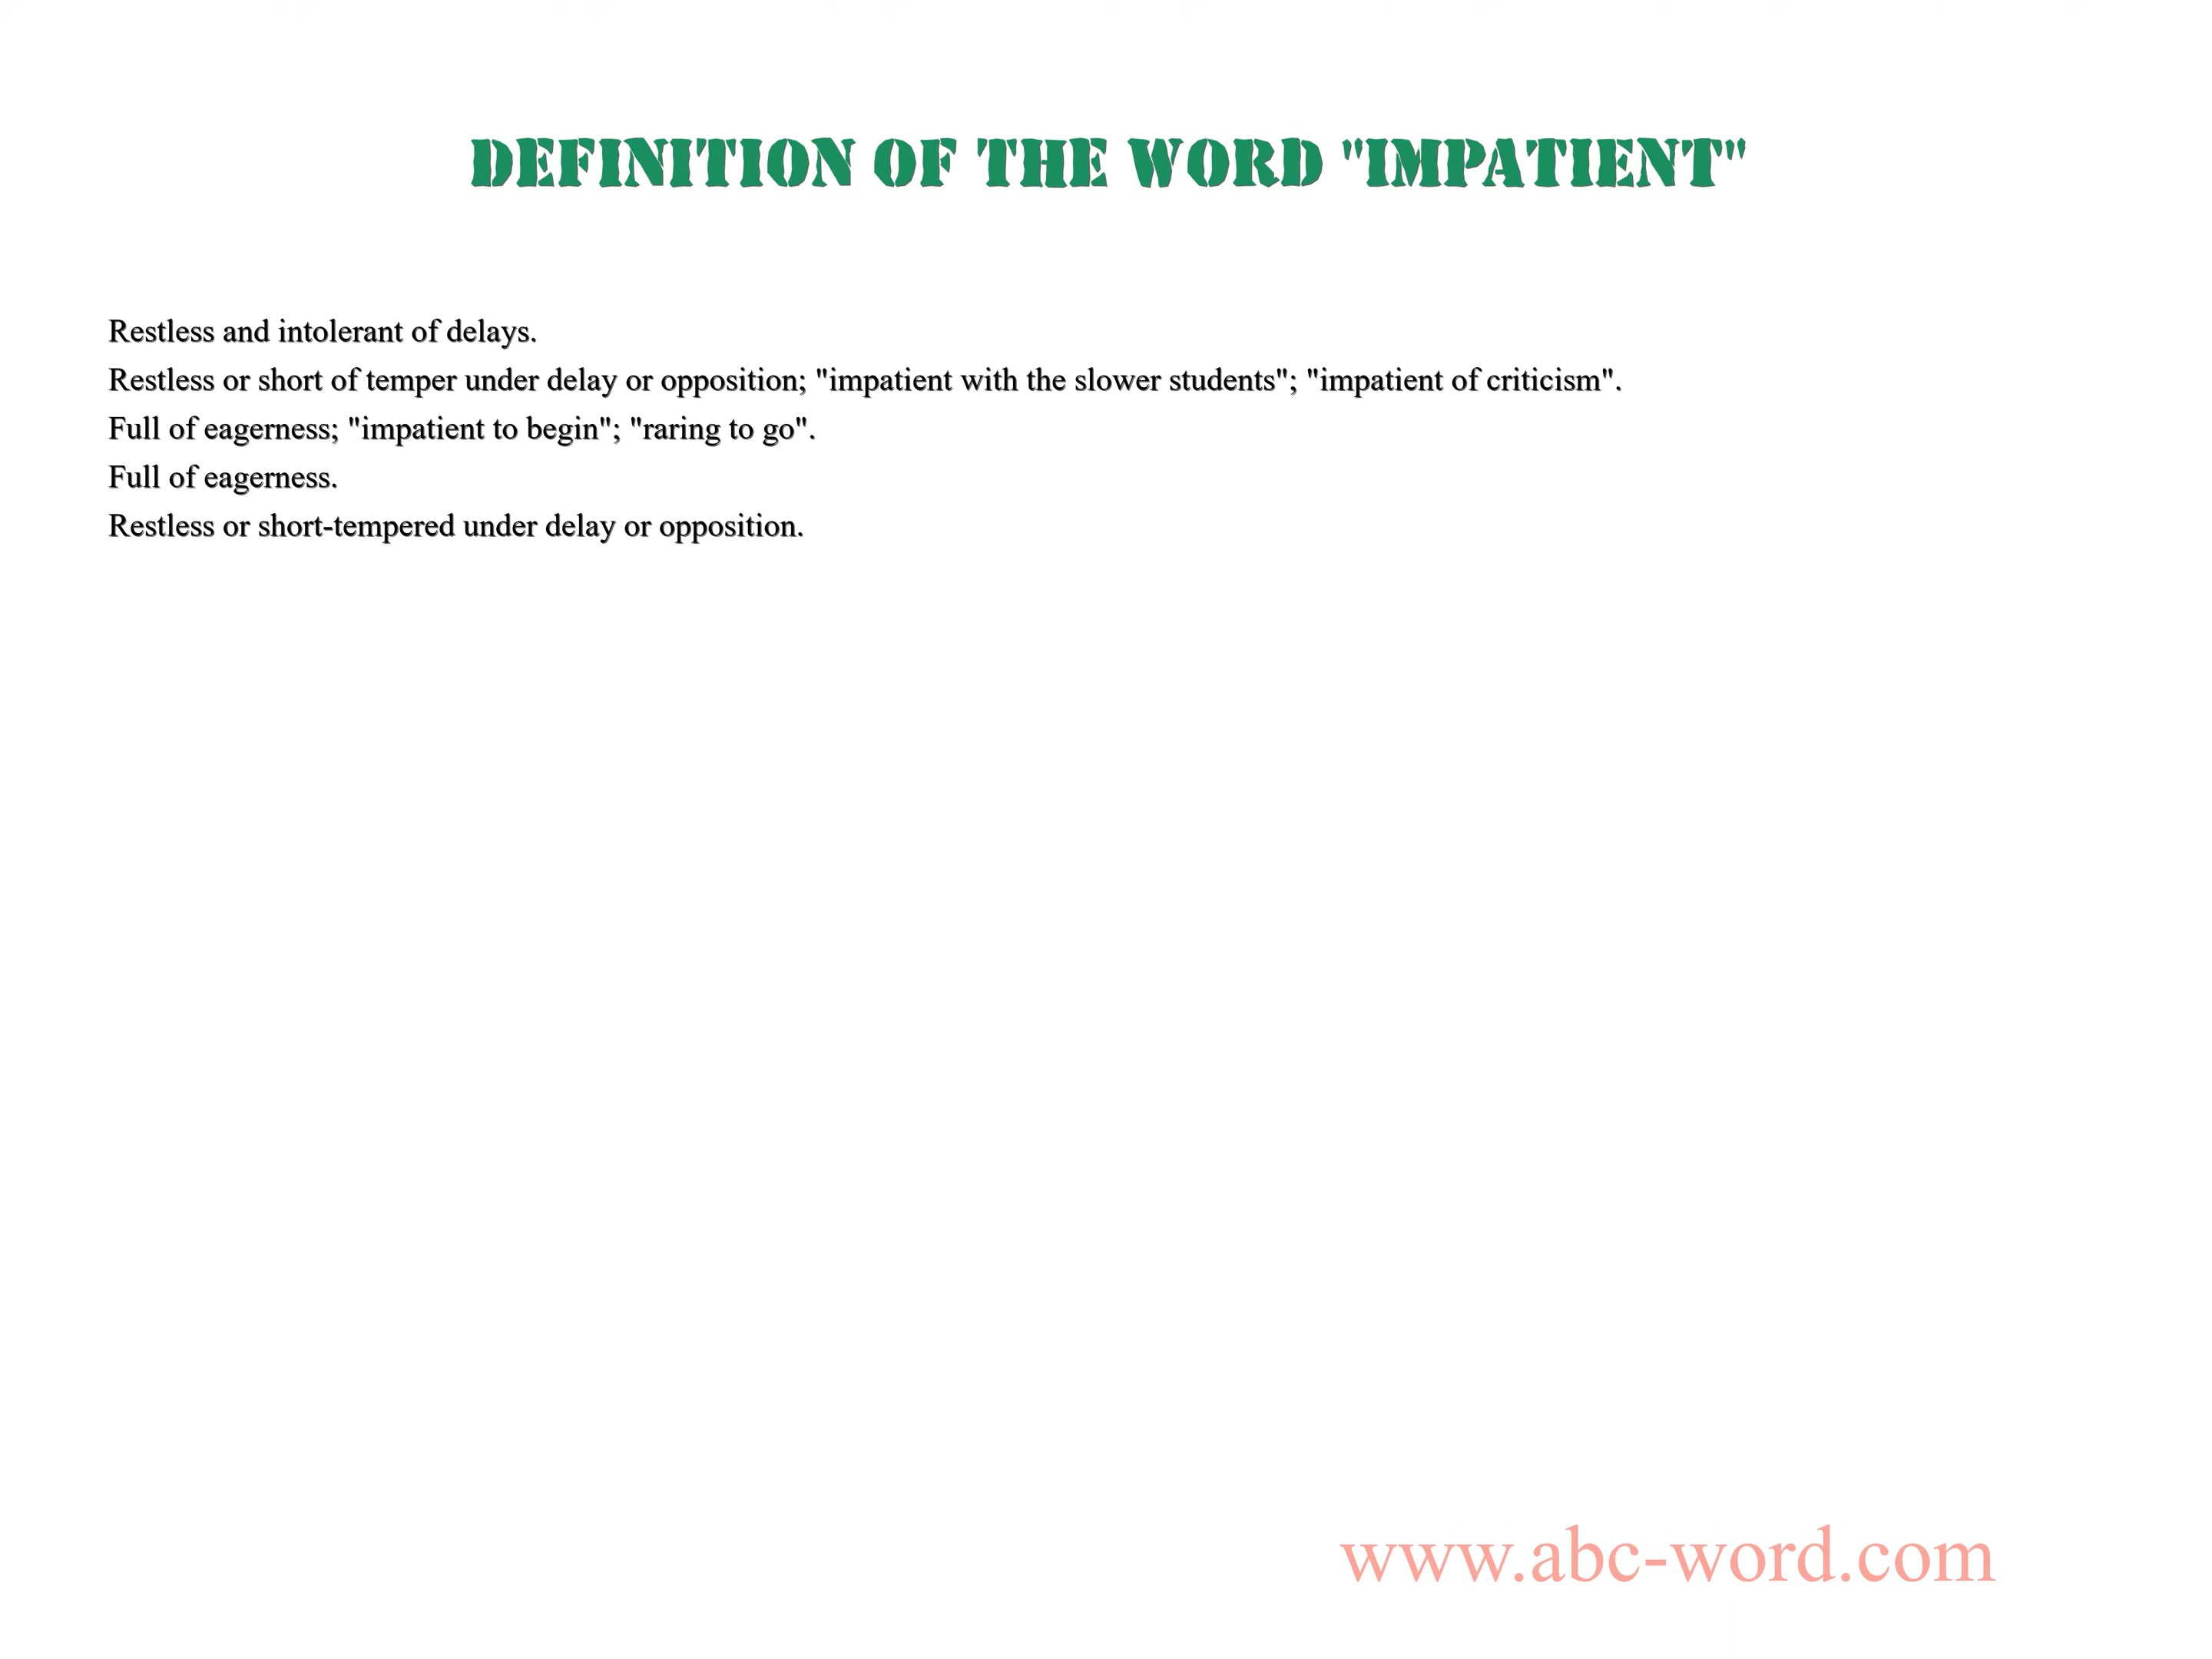 DEFINITION OF THE WORD "IMPATIENT"
Restless and intolerant of delays.
Restless or short of temper under delay or opposition; "impatient with the slower students"; "impatient of criticism".
Full of eagerness; "impatient to begin"; "raring to go".
Full of eagerness.
Restless or short-tempered under delay or opposition.
www.abc-word.com